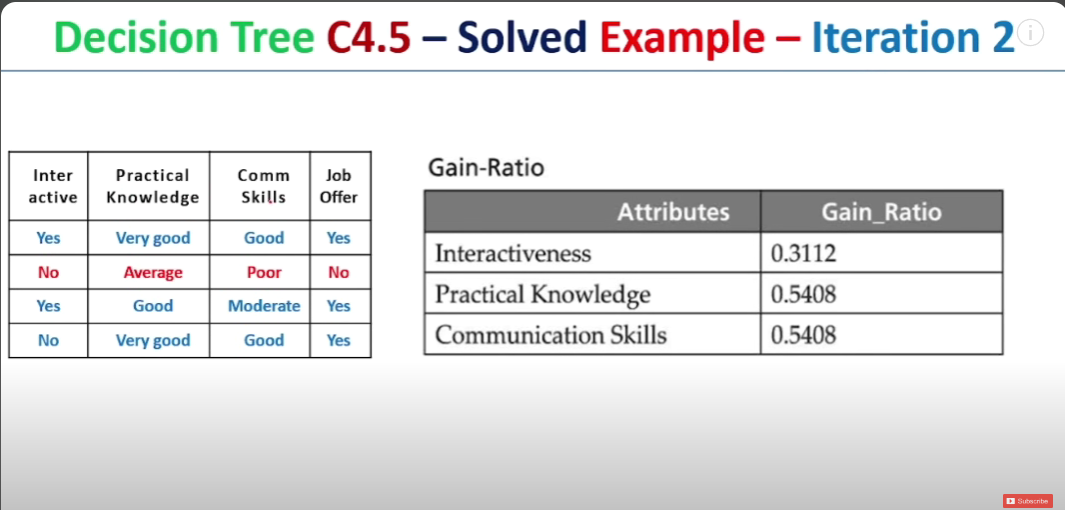 Decision Tree C4.5 – Solved Example – Iteration 2
Inter active Practical Knowledge Comm Skills Job Offer
Yes Very good Good Yes
No Average Poor No
Yes Good Moderate Yes
No Very good Good Yes
Gain-Ratio
Attributes Gain_Ratio
Interactiveness 0.3112
Practical Knowledge 0.5408
Communication Skills 0.5408
Subscribe